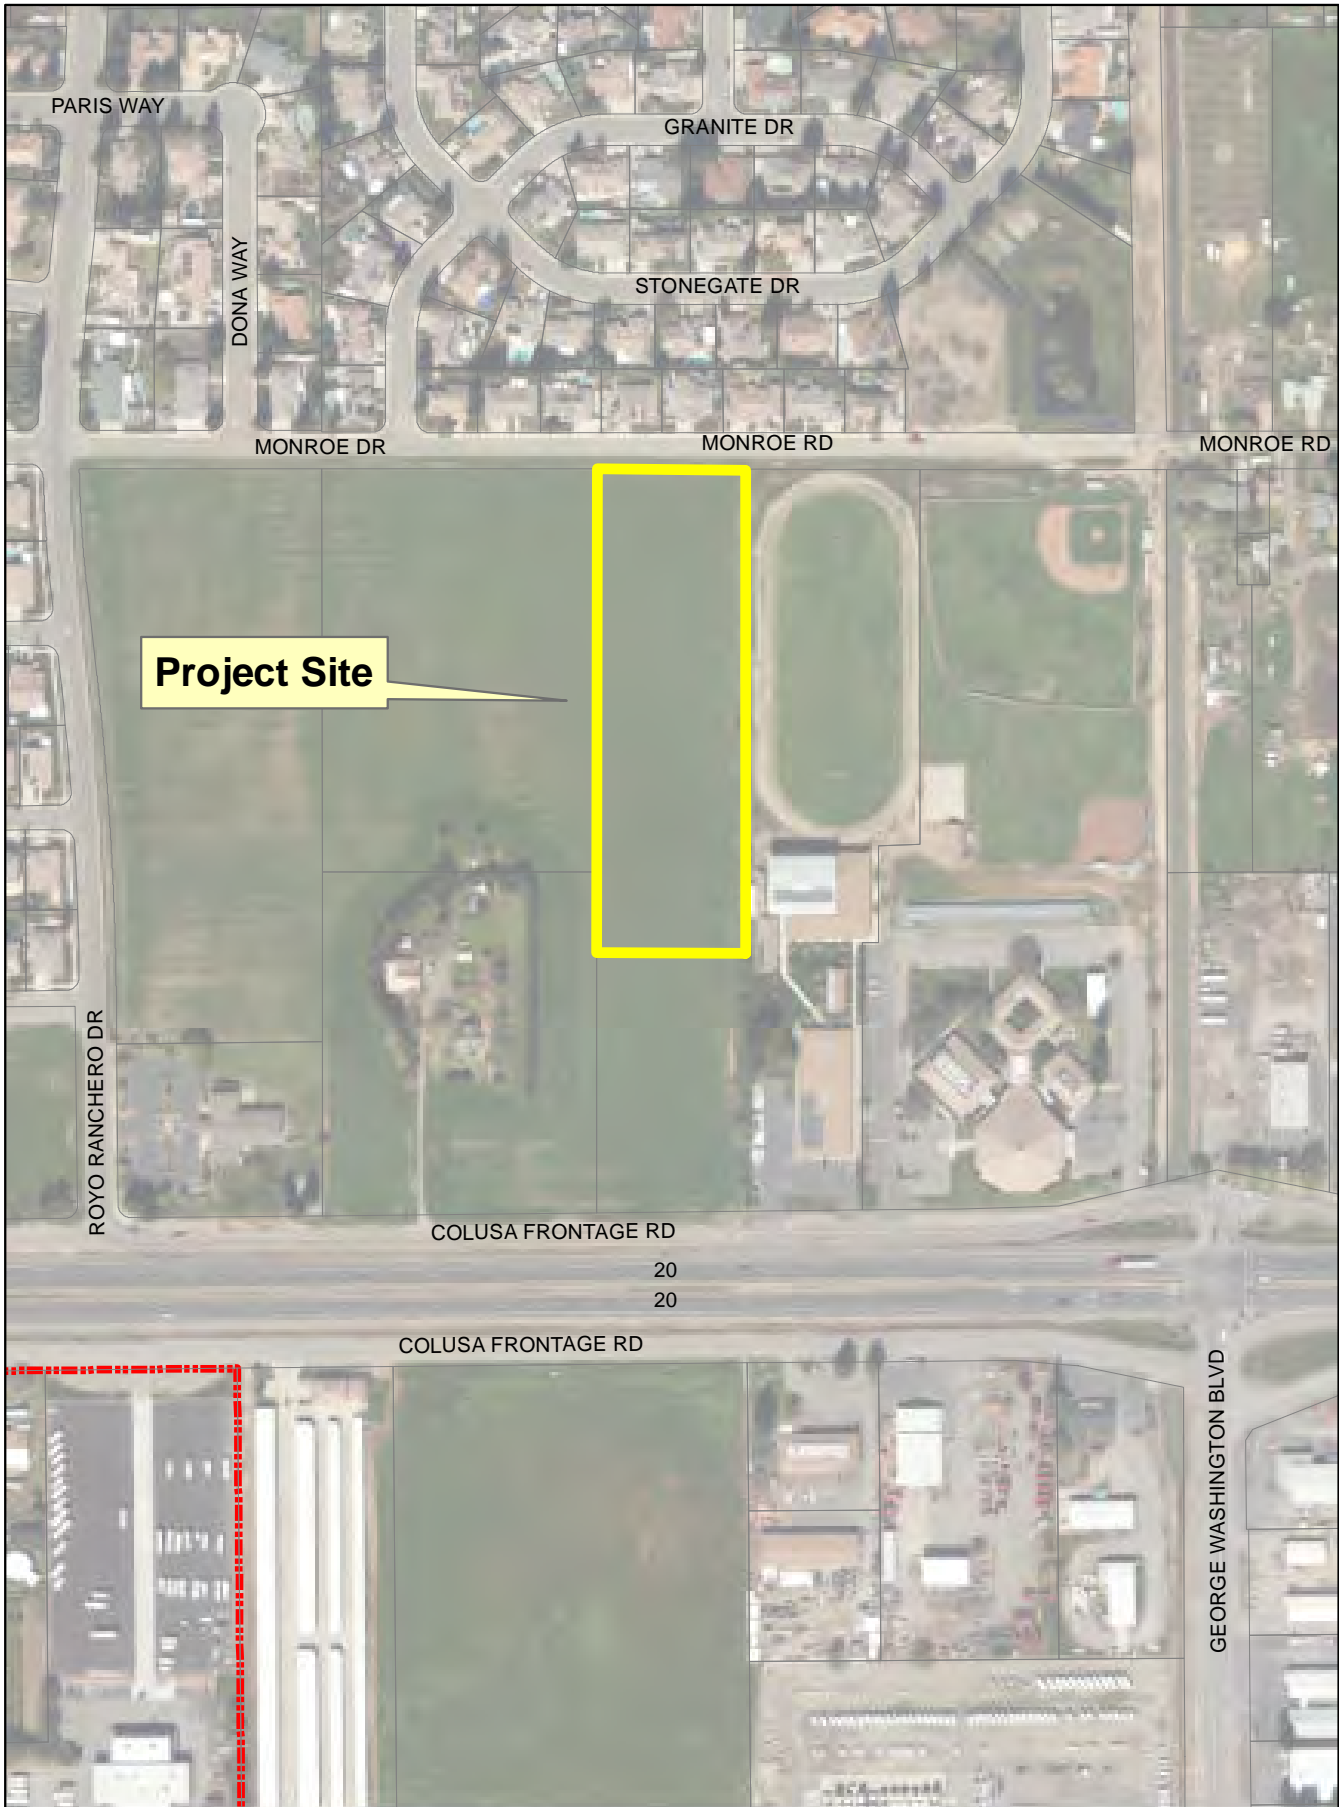 PARIS WAY
GRANITE DR
DONA WAY
STONEGATE DR
MONROE DR
MONROE RD
MONROE RD
Project Site
ROYO RANCHERO DR
COLUSA FRONTAGE RD
20
20
COLUSA FRONTAGE RD
GEORGE WASHINGTON BLVD